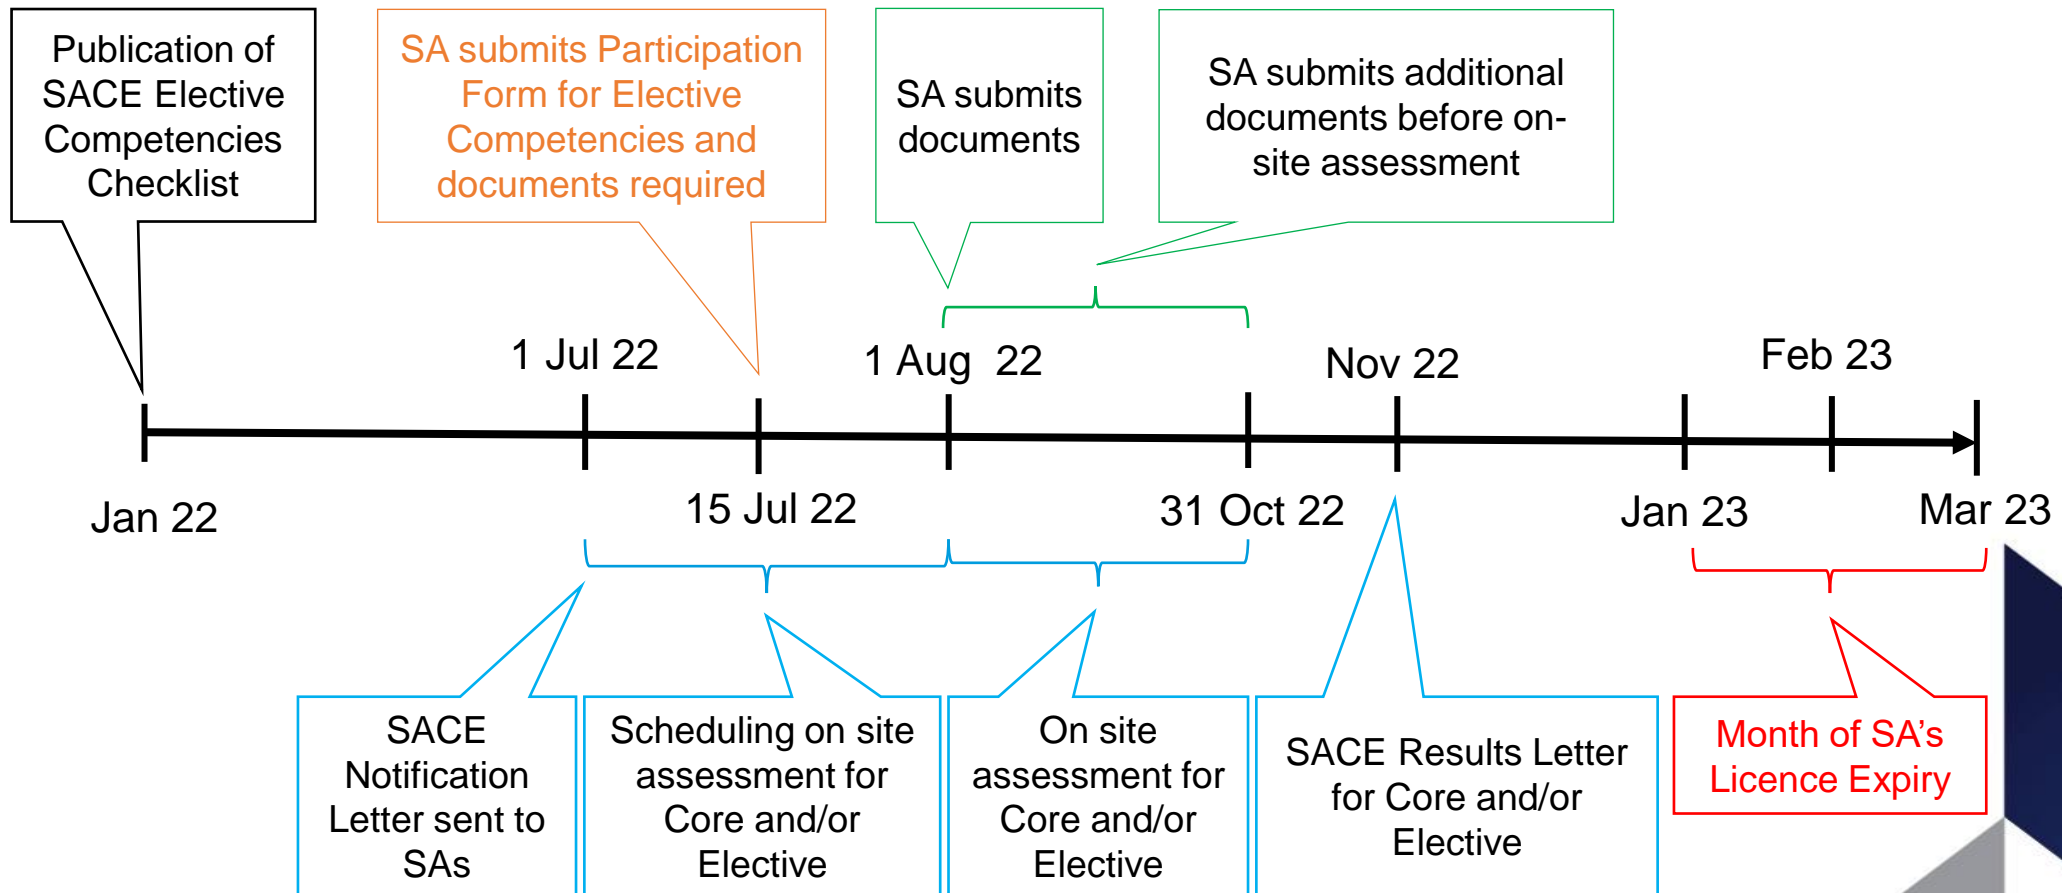 Publication of
SACE Elective
Competencies
Checklist
SA submits Participation
Form for Elective
Competencies and
documents required
SA submits
documents
SA submits additional
documents before on-
site assessment
1 Jul 22
1 Aug 22
Nov 22
Feb 23
Jan 22
15 Jul 22
31 Oct 22
Jan 23
Mar 23
SACE
Notification
Letter sent to
SAs
Scheduling on site
assessment for
Core and/or
Elective
On site
assessment for
Core and/or
Elective
SACE Results Letter
for Core and/or
Elective
Month of SA's
Licence Expiry